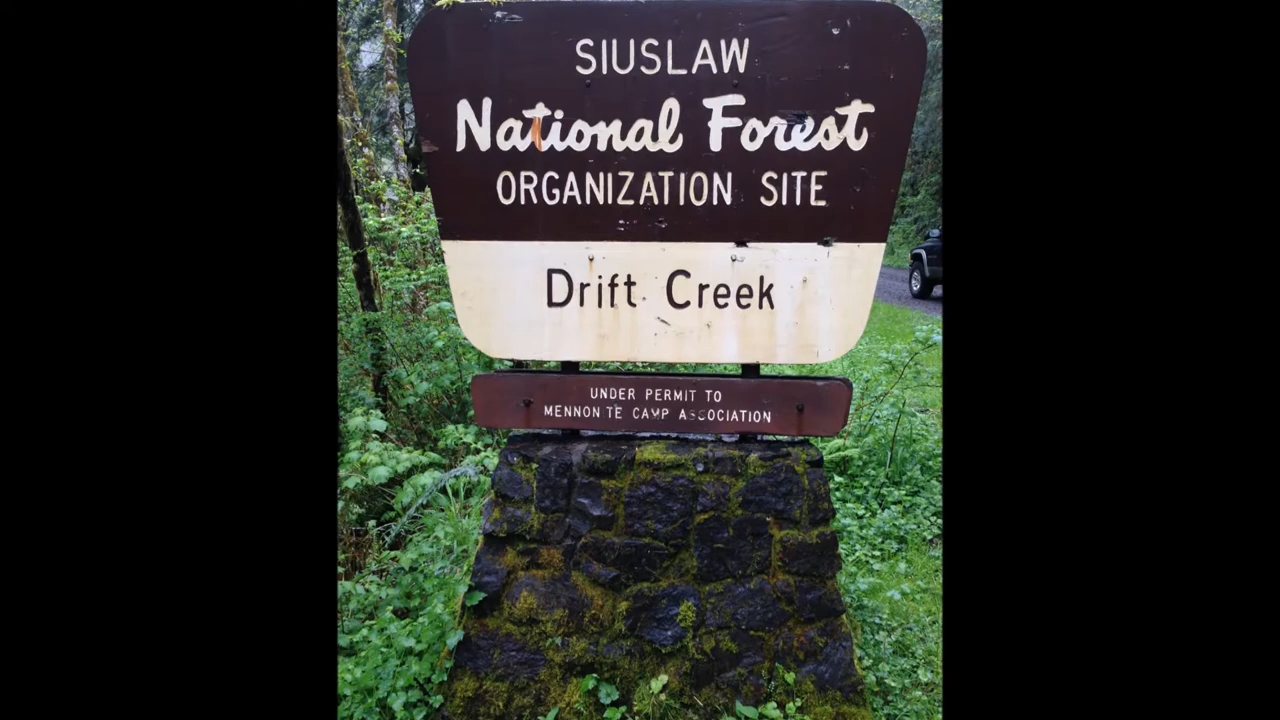 SIUSLAW
National Forest
ORGANIZATION SITE
Drift Creek
UNDER PERMIT TO
MENNON TE CAMP ASSOCIATION